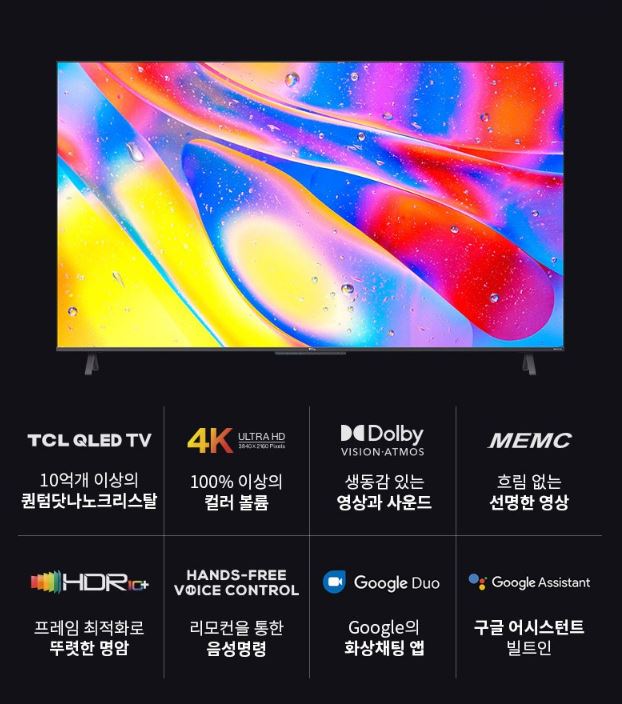 TCL QLED TV
10억개 이상의
퀀텀닷나노크리스탈
4K ULTRA HD
3840×2160 Pixels
100% 이상의
컬러 볼륨
Dolby
VISION·ATMOS
생동감 있는
영상과 사운드
MEMC
흐림 없는
선명한 영상
HDR10+
프레임 최적화로
뚜렷한 명암
HANDS-FREE
VOICE CONTROL
리모컨을 통한
음성명령
Google Duo
Google의
화상채팅 앱
Google Assistant
구글 어시스턴트
빌트인